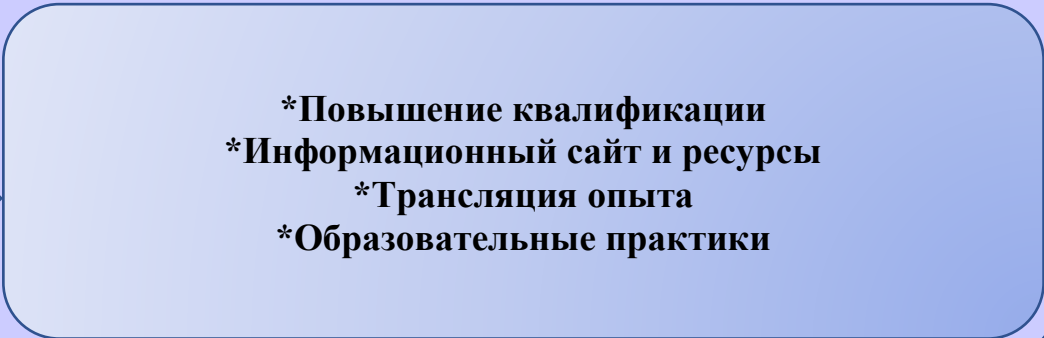 *Повышение квалификации
*Информационный сайт и ресурсы
*Трансляция опыта
*Образовательные практики